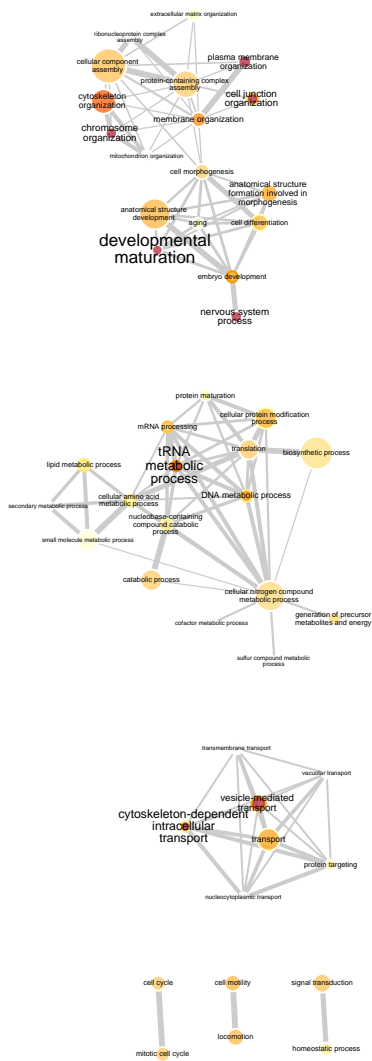 extracellular matrix organization
ribonucleoprotein complex
assembly
plasma membrane
organization
cellular component
assembly
protein-containing complex
assembly
cytoskeleton
organization
cell junction
organization
membrane organization
chromosome
organization
mitochondrion organization
cell morphogenesis
anatomical structure
formation involved in
morphogenesis
anatomical structure
development
aging
cell differentiation
developmental
maturation
embryo development
nervous system
process
protein maturation
cellular protein modification
process
mRNA processing
translation
biosynthetic process
tRNA
metabolic
process
lipid metabolic process
cellular amino acid
metabolic process
DNA metabolic process
secondary metabolic process
nucleobase-containing
compound catabolic
process
small molecule metabolic process
catabolic process
cellular nitrogen compound
metabolic process
generation of precursor
metabolites and energy
cofactor metabolic process
sulfur compound metabolic
process
transmembrane transport
vacuolar transport
vesicle-mediated
transport
cytoskeleton-dependent
intracellular
transport
transport
protein targeting
nucleocytoplasmic transport
cell cycle
cell motility
signal transduction
mitotic cell cycle
locomotion
homeostatic process